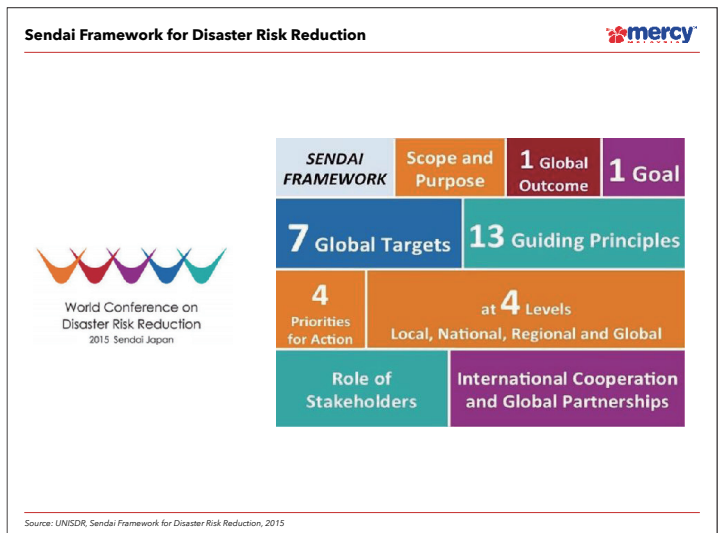 Sendai Framework for Disaster Risk Reduction
mercy
MALAYSIA
SENDAI
FRAMEWORK
Scope and
Purpose
1 Global
Outcome
1 Goal
7 Global Targets
13 Guiding Principles
4
Priorities
for Action
at 4 Levels
Local, National, Regional and Global
Role of
Stakeholders
International Cooperation
and Global Partnerships
World Conference on
Disaster Risk Reduction
2015 Sendai Japan
Source: UNISDR, Sendai Framework for Disaster Risk Reduction, 2015